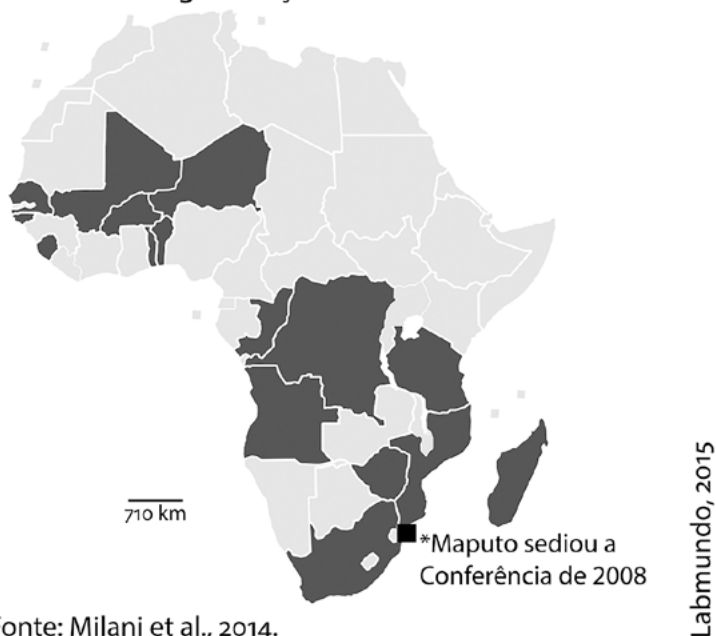 710 km
*Maputo sediou a
Conferência de 2008
Fonte: Milani et al., 2014.
Labmundo, 2015